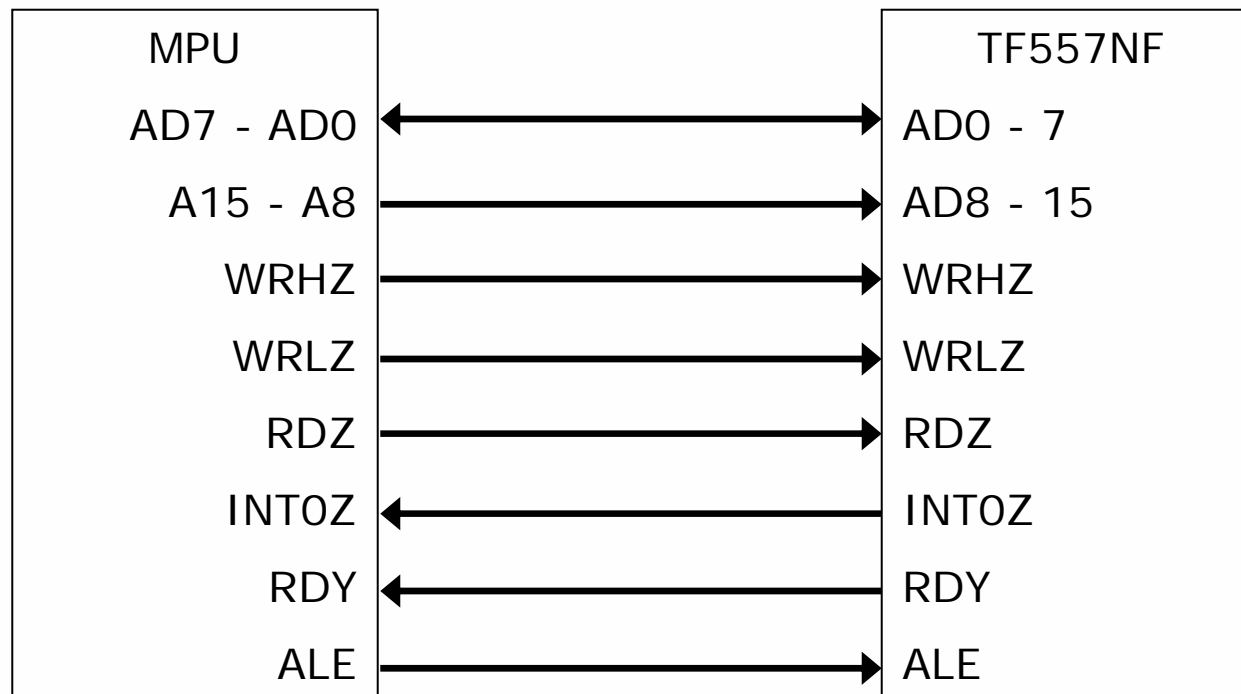 MPU TF557NF
AD7 - AD0 AD0 - 7
A15 - A8 AD8 - 15
WRHZ WRHZ
WRLZ WRLZ
RDZ RDZ
INT0Z INT0Z
RDY RDY
ALE ALE